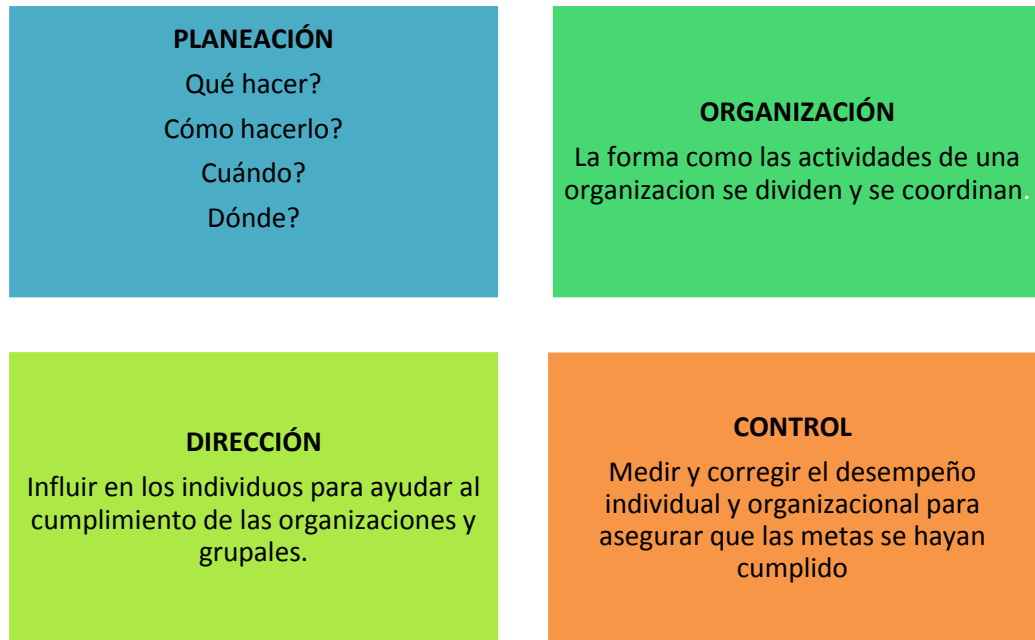 PLANEACIÓN
Qué hacer?
Cómo hacerlo?
Cuándo?
Dónde?
ORGANIZACIÓN
La forma como las actividades de una
organizacion se dividen y se coordinan.
DIRECCIÓN
Influir en los individuos para ayudar al
cumplimiento de las organizaciones y
grupales.
CONTROL
Medir y corregir el desempeño
individual y organizacional para
asegurar que las metas se hayan
cumplido